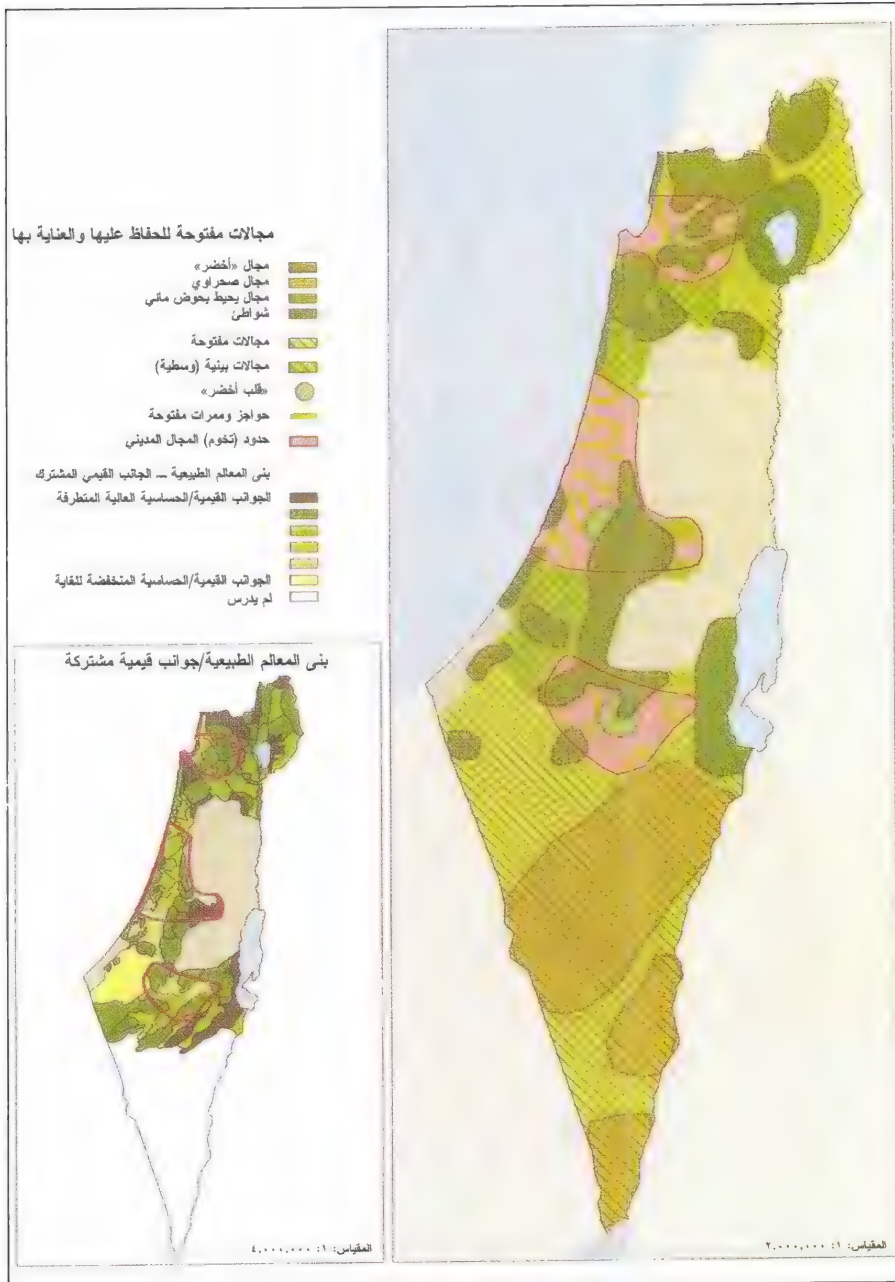 مجالات مفتوحة للحفاظ عليها والعناية بها
مجال «أخضر»
مجال صحراوي
مجال يحيط بحوض مائي
شواطئ
مجالات مفتوحة
مجالات بينية (وسطية)
«قلب أخضر»
حواجز وممرات مفتوحة
حدود (تخوم) المجال المديني
بنى المعالم الطبيعية ــ الجانب القيمي المشترك
الجوانب القيمية/الحساسية العالية المتطرفة
الجوانب القيمية/الحساسية المنخفضة للغاية
لم يدرس
بنى المعالم الطبيعية/جوانب قيمية مشتركة
المقياس: ١: ٤,٠٠٠,٠٠٠
المقياس: ١: ٢,٠٠٠,٠٠٠